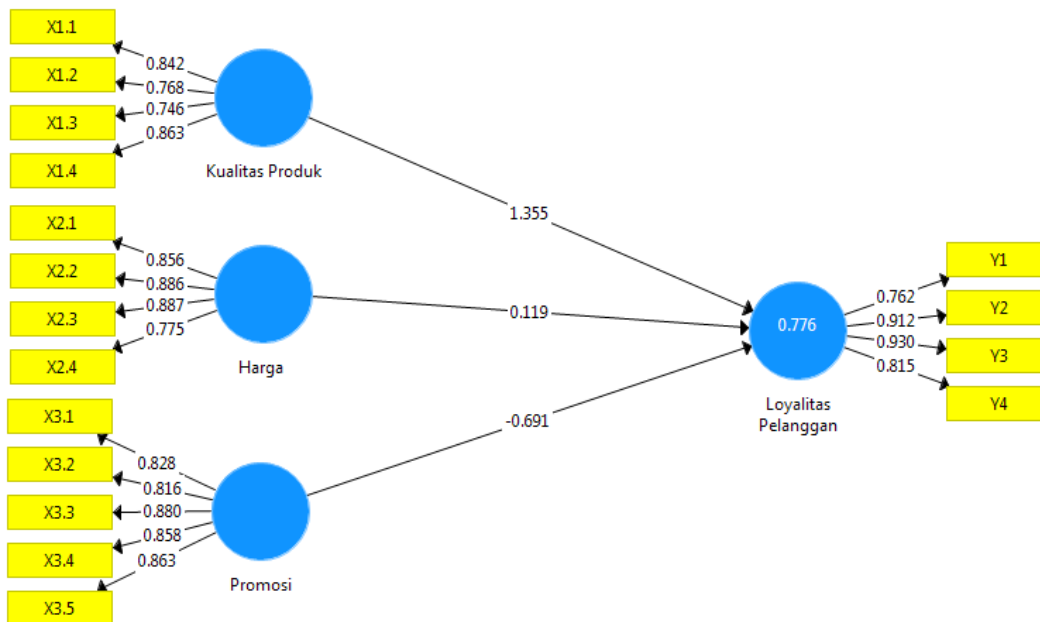 X1.1
X1.2
X1.3
X1.4
0.842
0.768
0.746
0.863
Kualitas Produk
X2.1
X2.2
X2.3
X2.4
0.856
0.886
0.887
0.775
Harga
X3.1
X3.2
X3.3
X3.4
X3.5
0.828
0.816
0.880
0.858
0.863
Promosi
1.355
0.119
-0.691
0.776
Loyalitas
Pelanggan
0.762
0.912
0.930
0.815
Y1
Y2
Y3
Y4